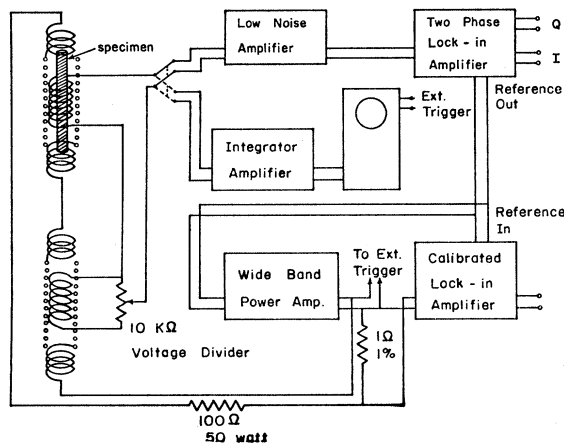 specimen
Low Noise
Amplifier
Two Phase
Lock - in
Amplifier
Q
I
Reference
Out
Ext.
Trigger
Integrator
Amplifier
Reference
In
To Ext.
Trigger
Wide Band
Power Amp.
Calibrated
Lock - in
Amplifier
10 KΩ
Voltage Divider
1Ω
1%
100Ω
50 watt